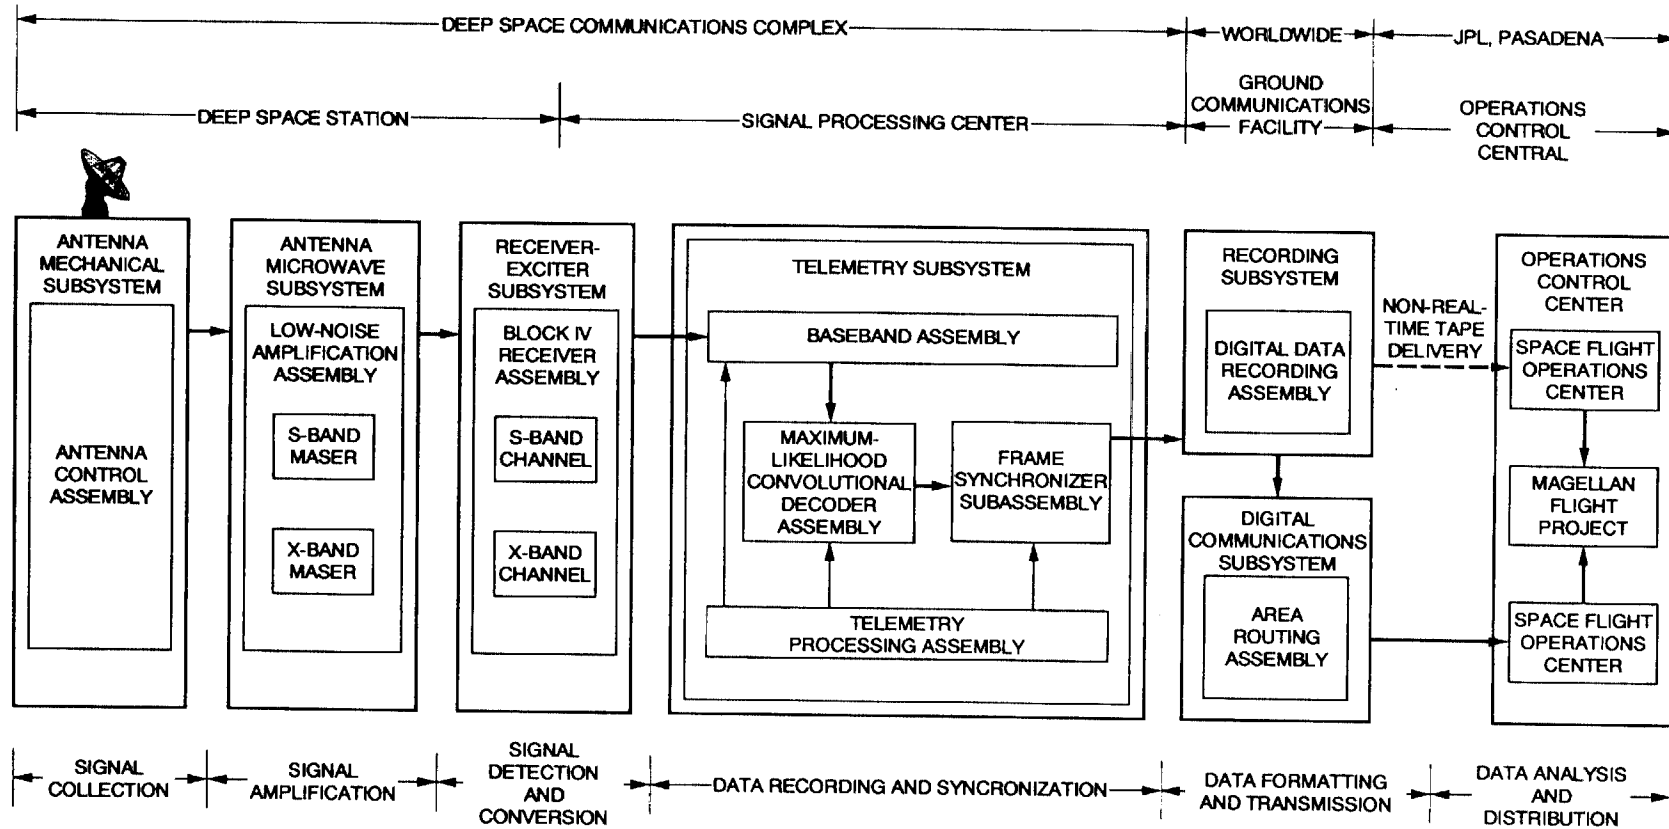 DEEP SPACE COMMUNICATIONS COMPLEX
WORLDWIDE
JPL, PASADENA
DEEP SPACE STATION
SIGNAL PROCESSING CENTER
GROUND
COMMUNICATIONS
FACILITY
OPERATIONS
CONTROL
CENTRAL
ANTENNA
MECHANICAL
SUBSYSTEM
ANTENNA
CONTROL
ASSEMBLY
ANTENNA
MICROWAVE
SUBSYSTEM
LOW-NOISE
AMPLIFICATION
ASSEMBLY
S-BAND
MASER
X-BAND
MASER
RECEIVER-
EXCITER
SUBSYSTEM
BLOCK IV
RECEIVER
ASSEMBLY
S-BAND
CHANNEL
X-BAND
CHANNEL
TELEMETRY SUBSYSTEM
BASEBAND ASSEMBLY
MAXIMUM-
LIKELIHOOD
CONVOLUTIONAL
DECODER
ASSEMBLY
FRAME
SYNCHRONIZER
SUBASSEMBLY
TELEMETRY
PROCESSING ASSEMBLY
RECORDING
SUBSYSTEM
DIGITAL DATA
RECORDING
ASSEMBLY
DIGITAL
COMMUNICATIONS
SUBSYSTEM
AREA
ROUTING
ASSEMBLY
NON-REAL-
TIME TAPE
DELIVERY
OPERATIONS
CONTROL
CENTER
SPACE FLIGHT
OPERATIONS
CENTER
MAGELLAN
FLIGHT
PROJECT
SPACE FLIGHT
OPERATIONS
CENTER
SIGNAL
COLLECTION
SIGNAL
AMPLIFICATION
SIGNAL
DETECTION
AND
CONVERSION
DATA RECORDING AND SYNCRONIZATION
DATA FORMATTING
AND TRANSMISSION
DATA ANALYSIS
AND
DISTRIBUTION